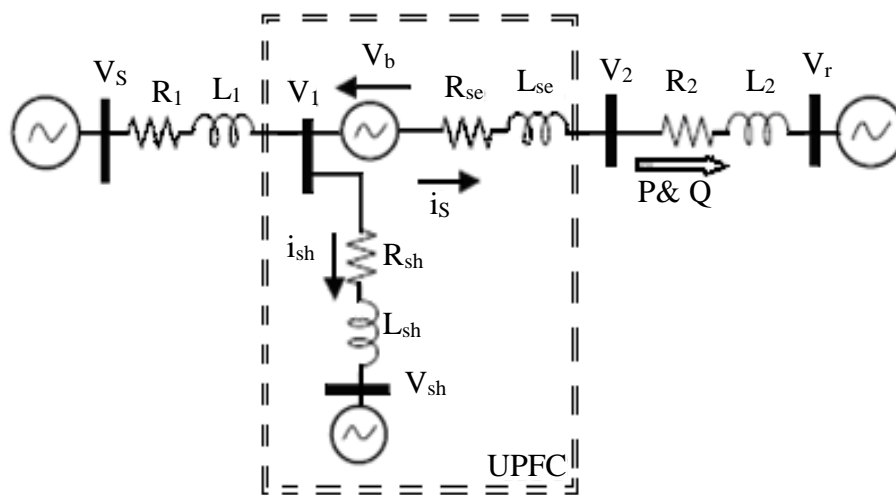 V_S
R_1
L_1
V_1
V_b
R_se
L_se
V_2
R_2
L_2
V_r
i_S
P& Q
i_sh
R_sh
L_sh
V_sh
UPFC